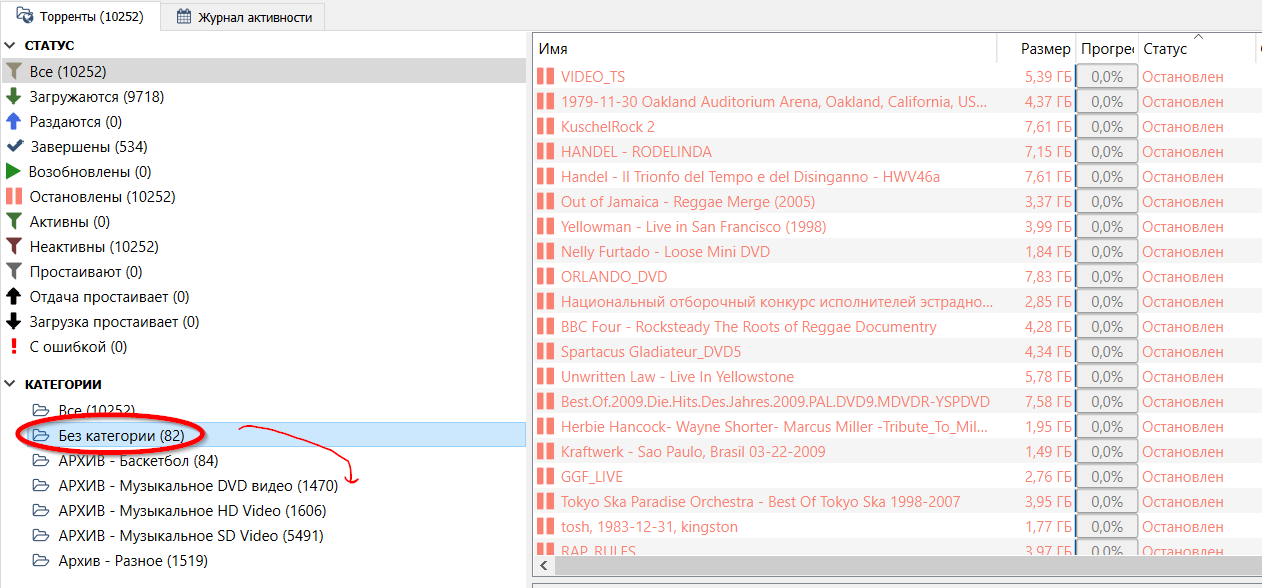 Торренты (10252) Журнал активности
СТАТУС
Все (10252)
Загружаются (9718)
Раздаются (0)
Завершены (534)
Возобновлены (0)
Остановлены (10252)
Активны (0)
Неактивны (10252)
Простаивают (0)
Отдача простаивает (0)
Загрузка простаивает (0)
С ошибкой (0)
КАТЕГОРИИ
Все (10252)
Без категории (82)
АРХИВ - Баскетбол (84)
АРХИВ - Музыкальное DVD видео (1470)
АРХИВ - Музыкальное HD Video (1606)
АРХИВ - Музыкальное SD Video (5491)
Архив - Разное (1519)
Имя Размер Прогрес Статус
VIDEO_TS 5,39 ГБ 0,0% Остановлен
1979-11-30 Oakland Auditorium Arena, Oakland, California, US... 4,37 ГБ 0,0% Остановлен
KuschelRock 2 7,61 ГБ 0,0% Остановлен
HANDEL - RODELINDA 7,15 ГБ 0,0% Остановлен
Handel - Il Trionfo del Tempo e del Disinganno - HWV46a 7,61 ГБ 0,0% Остановлен
Out of Jamaica - Reggae Merge (2005) 3,37 ГБ 0,0% Остановлен
Yellowman - Live in San Francisco (1998) 3,99 ГБ 0,0% Остановлен
Nelly Furtado - Loose Mini DVD 1,84 ГБ 0,0% Остановлен
ORLANDO_DVD 7,83 ГБ 0,0% Остановлен
Национальный отборочный конкурс исполнителей эстрадно... 2,85 ГБ 0,0% Остановлен
BBC Four - Rocksteady The Roots of Reggae Documentry 4,28 ГБ 0,0% Остановлен
Spartacus Gladiateur_DVD5 4,34 ГБ 0,0% Остановлен
Unwritten Law - Live In Yellowstone 5,78 ГБ 0,0% Остановлен
Best.Of.2009.Die.Hits.Des.Jahres.2009.PAL.DVD9.MDVDR-YSPDVD 7,58 ГБ 0,0% Остановлен
Herbie Hancock- Wayne Shorter- Marcus Miller -Tribute_To_Mil... 1,95 ГБ 0,0% Остановлен
Kraftwerk - Sao Paulo, Brasil 03-22-2009 1,49 ГБ 0,0% Остановлен
GGF_LIVE 2,76 ГБ 0,0% Остановлен
Tokyo Ska Paradise Orchestra - Best Of Tokyo Ska 1998-2007 3,95 ГБ 0,0% Остановлен
tosh, 1983-12-31, kingston 1,77 ГБ 0,0% Остановлен
RAP_RULES 3,97 ГБ 0,0% Остановлен